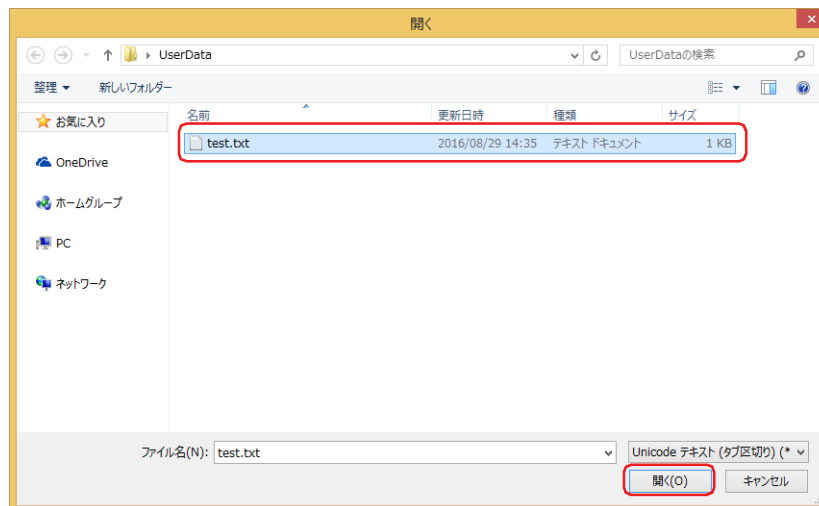 開く
UserData
UserDataの検索
整理 新しいフォルダー
名前 更新日時 種類 サイズ
お気に入り
test.txt 2016/08/29 14:35 テキスト ドキュメント 1 KB
OneDrive
ホームグループ
PC
ネットワーク
ファイル名(N): test.txt Unicode テキスト (タブ区切り) (*
開く(O) キャンセル